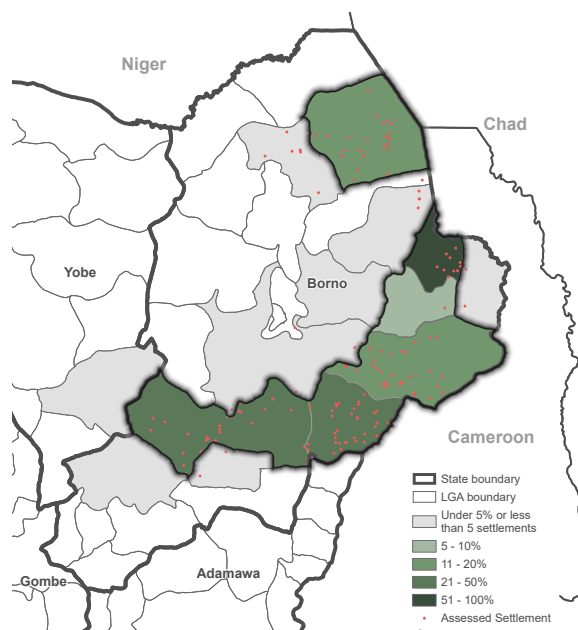 Niger
Chad
Yobe
Borno
Cameroon
State boundary
LGA boundary
Under 5% or less
than 5 settlements
5 - 10%
11 - 20%
21 - 50%
51 - 100%
Assessed Settlement
Gombe
Adamawa